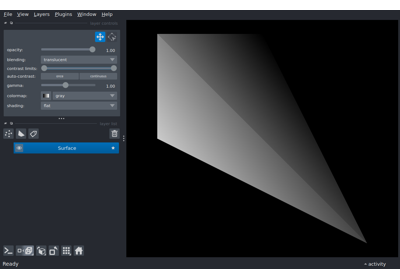 File View Layers Plugins Window Help
layer controls
opacity: 1.00
blending: translucent
contrast limits:
auto-contrast: once continuous
gamma: 1.00
colormap: gray
shading: flat
layer list
Surface
Ready activity